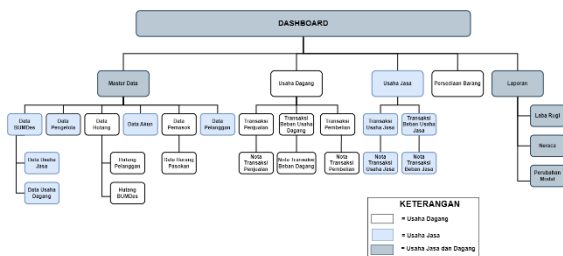 DASHBOARD
Master Data
Usaha Dagang
Usaha Jasa
Persediaan Barang
Laporan
Data
BUMDes
Data Pengelola
Data
Hutang
Data Akun
Data
Pemasok
Data
Pelanggan
Transaksi
Penjualan
Transaksi
Beban Usaha
Dagang
Transaksi
Pembelian
Transaksi
Usaha Jasa
Transaksi
Beban Usaha
Jasa
Laba Rugi
Data Usaha
Jasa
Hutang
Pelanggan
Data Barang
Pasokan
Nota
Transaksi
Penjualan
Nota Transaksi
Beban Dagang
Nota
Transaksi
Pembelian
Nota
Transaksi
Usaha Jasa
Nota
Transaksi
Beban Jasa
Neraca
Data Usaha
Dagang
Hutang
BUMDes
Perubahan
Modal
KETERANGAN
= Usaha Dagang
= Usaha Jasa
= Usaha Jasa dan Dagang